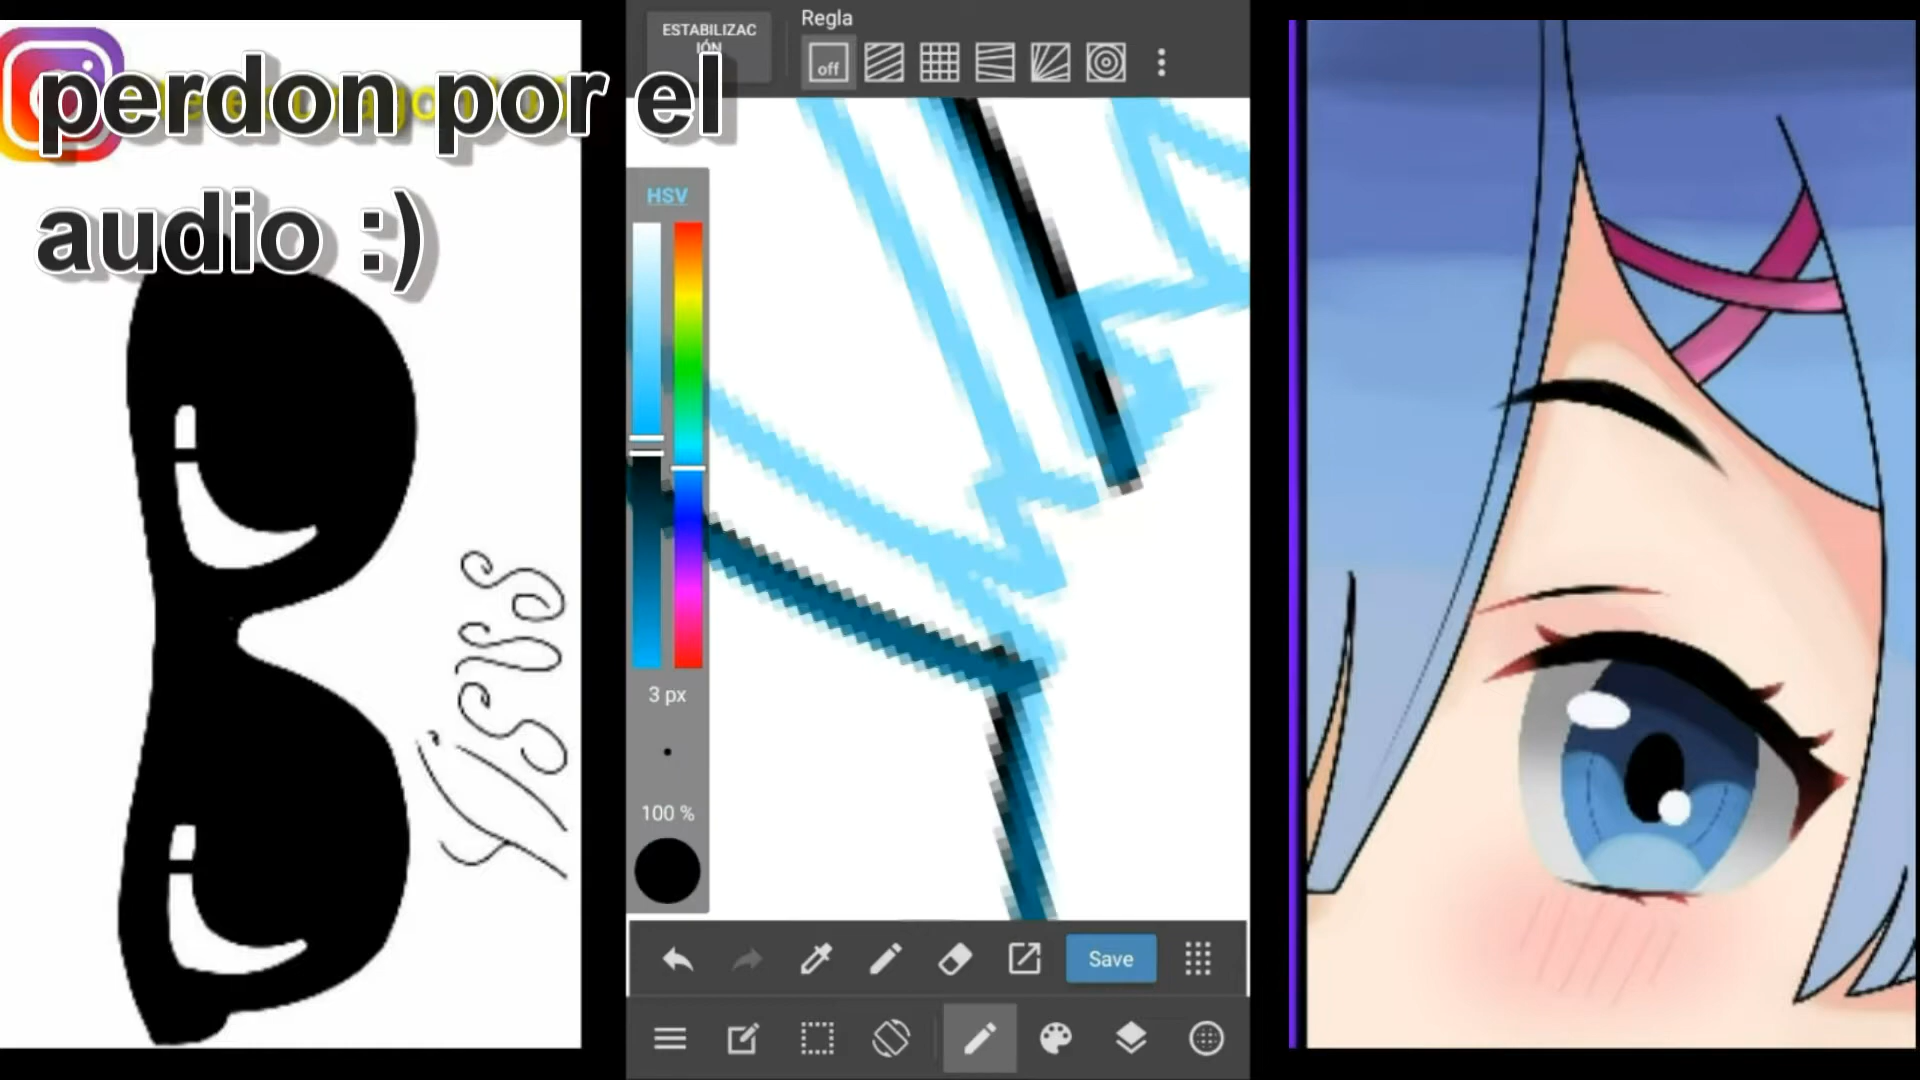 perdon por el
audio :)
ESTABILIZAC
IÓN
Regla
off
HSV
3 px
100 %
Save